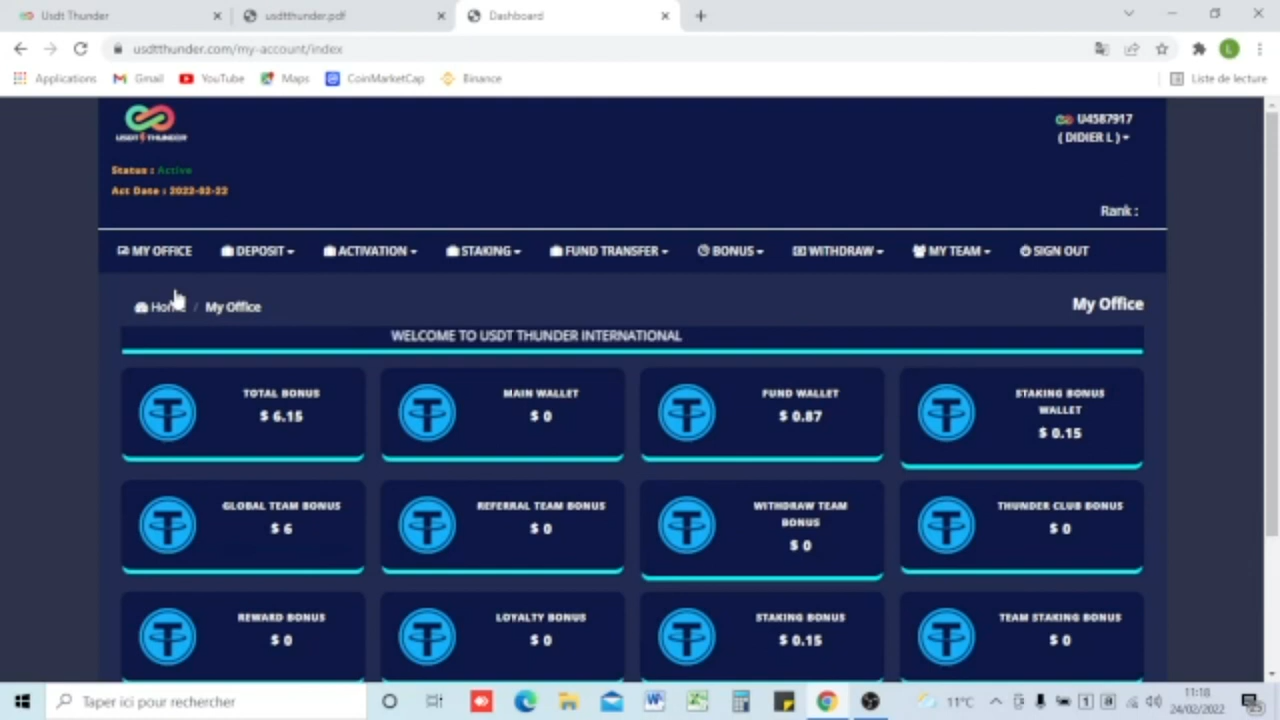 Usdt Thunder
usdtthunder.pdf
Dashboard
usdtthunder.com/my-account/index
Applications
Gmail
YouTube
Maps
CoinMarketCap
Binance
Liste de lecture
L
USDT THUNDER
U4587917
( DIDIER L )
Status : Active
Act Date : 2022-02-22
Rank :
MY OFFICE
DEPOSIT
ACTIVATION
STAKING
FUND TRANSFER
BONUS
WITHDRAW
MY TEAM
SIGN OUT
/ My Office
My Office
WELCOME TO USDT THUNDER INTERNATIONAL
TOTAL BONUS
$ 6.15
MAIN WALLET
$ 0
FUND WALLET
$ 0.87
STAKING BONUS
WALLET
$ 0.15
GLOBAL TEAM BONUS
$ 6
REFERRAL TEAM BONUS
$ 0
WITHDRAW TEAM
BONUS
$ 0
THUNDER CLUB BONUS
$ 0
REWARD BONUS
$ 0
LOYALTY BONUS
$ 0
STAKING BONUS
$ 0.15
TEAM STAKING BONUS
$ 0
Taper ici pour rechercher
11°C
11:18
24/02/2022